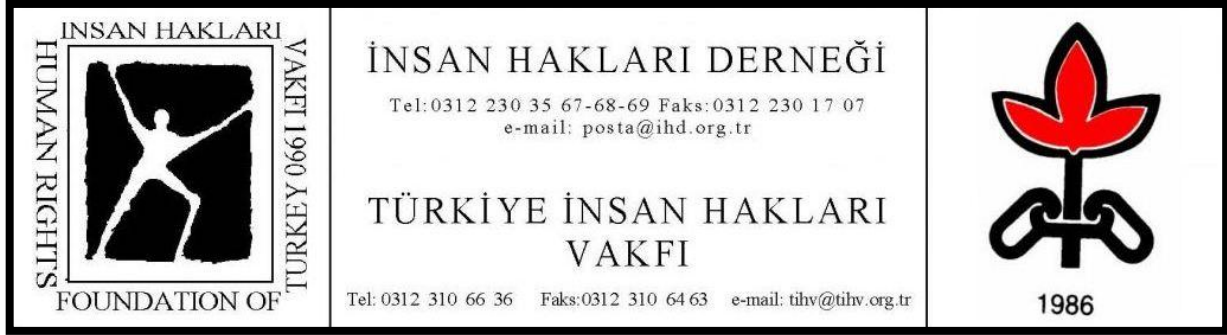 INSAN HAKLARI
VAKFI 1990 YEKRUT
HUMAN RIGHTS
FOUNDATION OF
İNSAN HAKLARI DERNEĞİ
Tel:0312 230 35 67-68-69 Faks:0312 230 17 07
e-mail: posta@ihd.org.tr
TÜRKİYE İNSAN HAKLARI
VAKFI
Tel: 0312 310 66 36 Faks:0312 310 64 63 e-mail: tihv@tihv.org.tr
1986